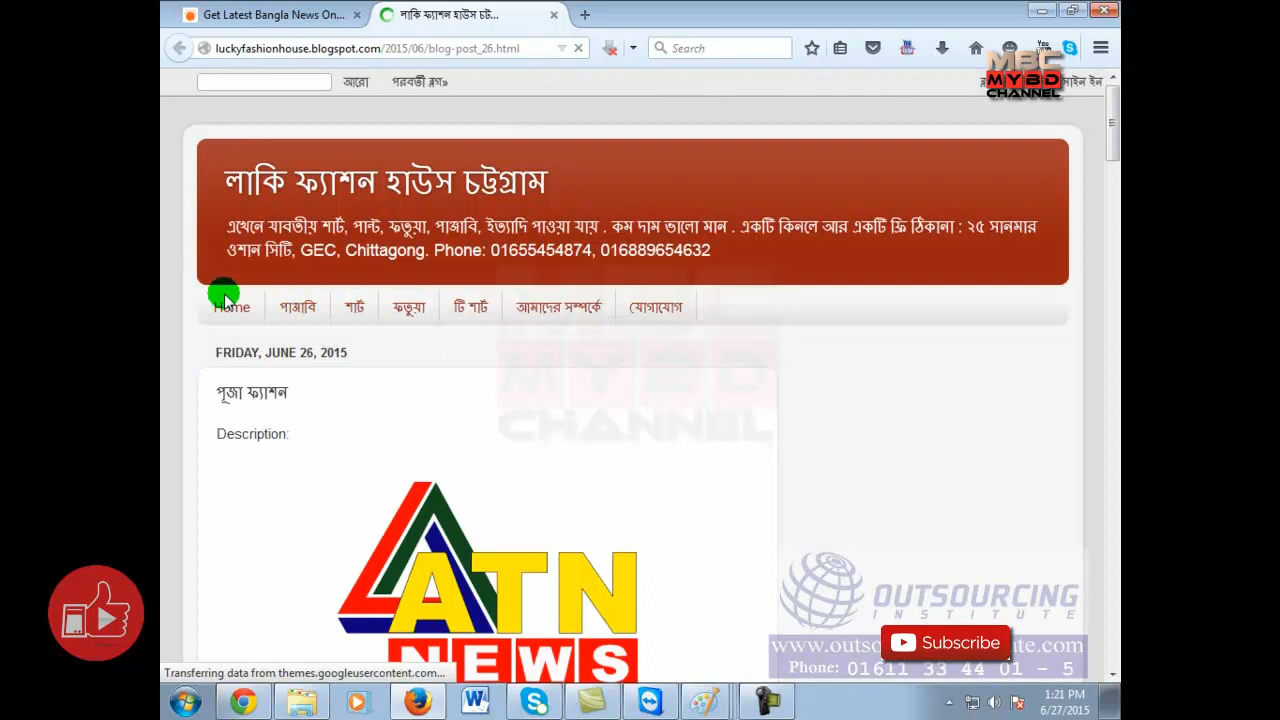 Get Latest Bangla News On...
লাকি ফ্যাশন হাউস চট্ট...
luckyfashionhouse.blogspot.com/2015/06/blog-post_26.html
Search
MBC
MYBD
CHANNEL
আরো
পরবর্তী ব্লগ»
সাইন ইন
লাকি ফ্যাশন হাউস চট্টগ্রাম
এখেনে যাবতীয় শার্ট, পান্ট, ফতুয়া, পাঞ্জাবি, ইত্যাদি পাওয়া যায় . কম দাম ভালো মান . একটি কিনলে আর একটি ফ্রি ঠিকানা : ২৫ সানমার
ওশান সিটি, GEC, Chittagong. Phone: 01655454874, 016889654632
Home
পাঞ্জাবি
শার্ট
ফতুয়া
টি শার্ট
আমাদের সম্পর্কে
যোগাযোগ
MYBD
CHANNEL
FRIDAY, JUNE 26, 2015
পূজা ফ্যাশন
Description:
ATN
NEWS
OUTSOURCING
INSTITUTE
Subscribe
Phone: 01611 33 44 01 - 5
Transferring data from themes.googleusercontent.com...
1:21 PM
6/27/2015